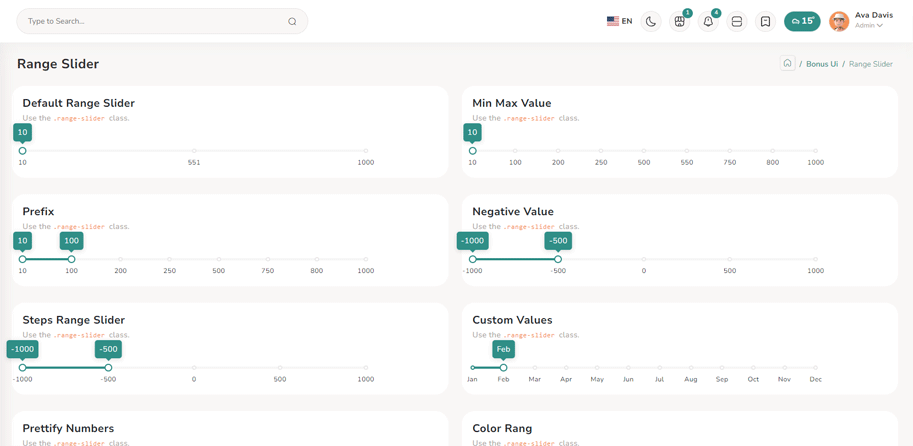 Type to Search...
EN
1
4
15°
Ava Davis
Admin
Range Slider
/ Bonus Ui / Range Slider
Default Range Slider
Use the .range-slider class.
10
10 551 1000
Min Max Value
Use the .range-slider class.
10
10 100 200 250 500 550 750 800 1000
Prefix
Use the .range-slider class.
10 100
10 100 200 250 500 750 800 1000
Negative Value
Use the .range-slider class.
-1000 -500
-1000 -500 0 500 1000
Steps Range Slider
Use the .range-slider class.
-1000 -500
-1000 -500 0 500 1000
Custom Values
Use the .range-slider class.
Feb
Jan Feb Mar Apr May Jun Jul Aug Sep Oct Nov Dec
Prettify Numbers
Use the .range-slider class.
Color Rang
Use the .range-slider class.